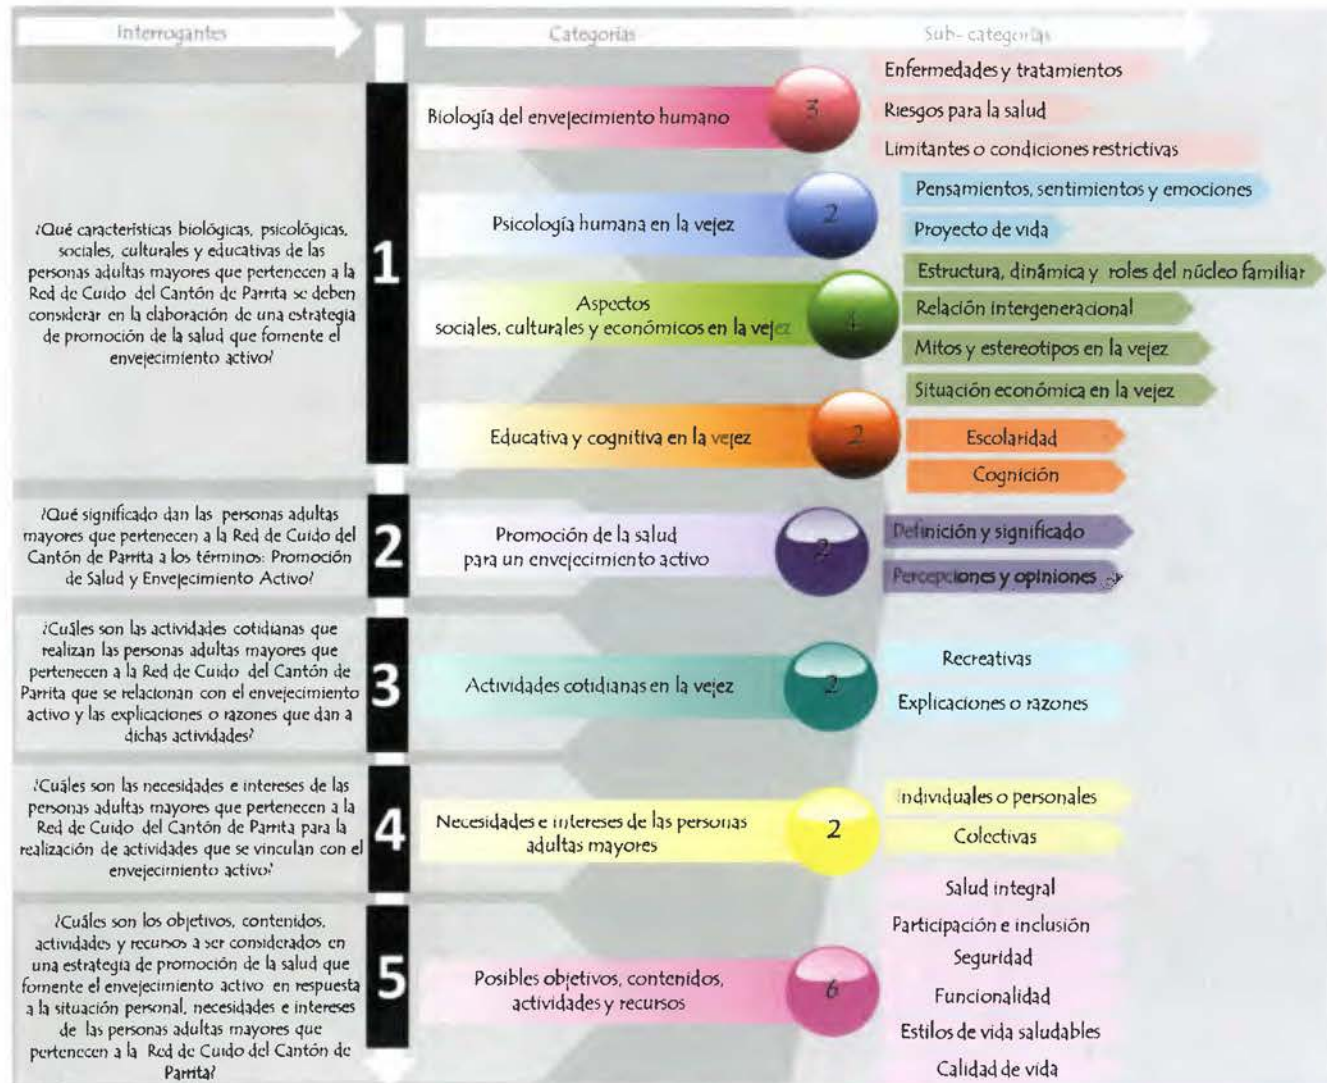 Interrogantes
Categorías
Sub- categorías
1
¿Qué características biológicas, psicológicas,
sociales, culturales y educativas de las
personas adultas mayores que pertenecen a la
Red de Cuido del Cantón de Parrita se deben
considerar en la elaboración de una estrategia
de promoción de la salud que fomente el
envejecimiento activo?
Biología del envejecimiento humano
3
Enfermedades y tratamientos
Riesgos para la salud
Limitantes o condiciones restrictivas
Psicología humana en la vejez
2
Pensamientos, sentimientos y emociones
Proyecto de vida
Aspectos
sociales, culturales y económicos en la vejez
4
Estructura, dinámica y roles del núcleo familiar
Relación intergeneracional
Mitos y estereotipos en la vejez
Situación económica en la vejez
Educativa y cognitiva en la vejez
2
Escolaridad
Cognición
2
¿Qué significado dan las personas adultas
mayores que pertenecen a la Red de Cuido del
Cantón de Parrita a los términos: Promoción
de Salud y Envejecimiento Activo?
Promoción de la salud
para un envejecimiento activo
2
Definición y significado
Percepciones y opiniones
3
¿Cuáles son las actividades cotidianas que
realizan las personas adultas mayores que
pertenecen a la Red de Cuido del Cantón de
Parrita que se relacionan con el envejecimiento
activo y las explicaciones o razones que dan a
dichas actividades?
Actividades cotidianas en la vejez
2
Recreativas
Explicaciones o razones
4
¿Cuáles son las necesidades e intereses de las
personas adultas mayores que pertenecen a la
Red de Cuido del Cantón de Parrita para la
realización de actividades que se vinculan con el
envejecimiento activo?
Necesidades e intereses de las personas
adultas mayores
2
Individuales o personales
Colectivas
5
¿Cuáles son los objetivos, contenidos,
actividades y recursos a ser considerados en
una estrategia de promoción de la salud que
fomente el envejecimiento activo en respuesta
a la situación personal, necesidades e intereses
de las personas adultas mayores que
pertenecen a la Red de Cuido del Cantón de
Parrita?
Posibles objetivos, contenidos,
actividades y recursos
6
Salud integral
Participación e inclusión
Seguridad
Funcionalidad
Estilos de vida saludables
Calidad de vida